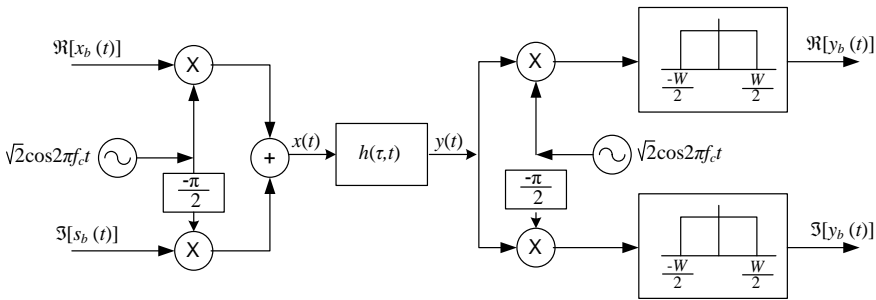 ℜ[x_b (t)]
X
√2cos2πf_ct
-π/2
ℑ[s_b (t)]
X
+
x(t)
h(τ,t)
y(t)
X
√2cos2πf_ct
-π/2
X
-W/2
W/2
ℜ[y_b (t)]
-W/2
W/2
ℑ[y_b (t)]